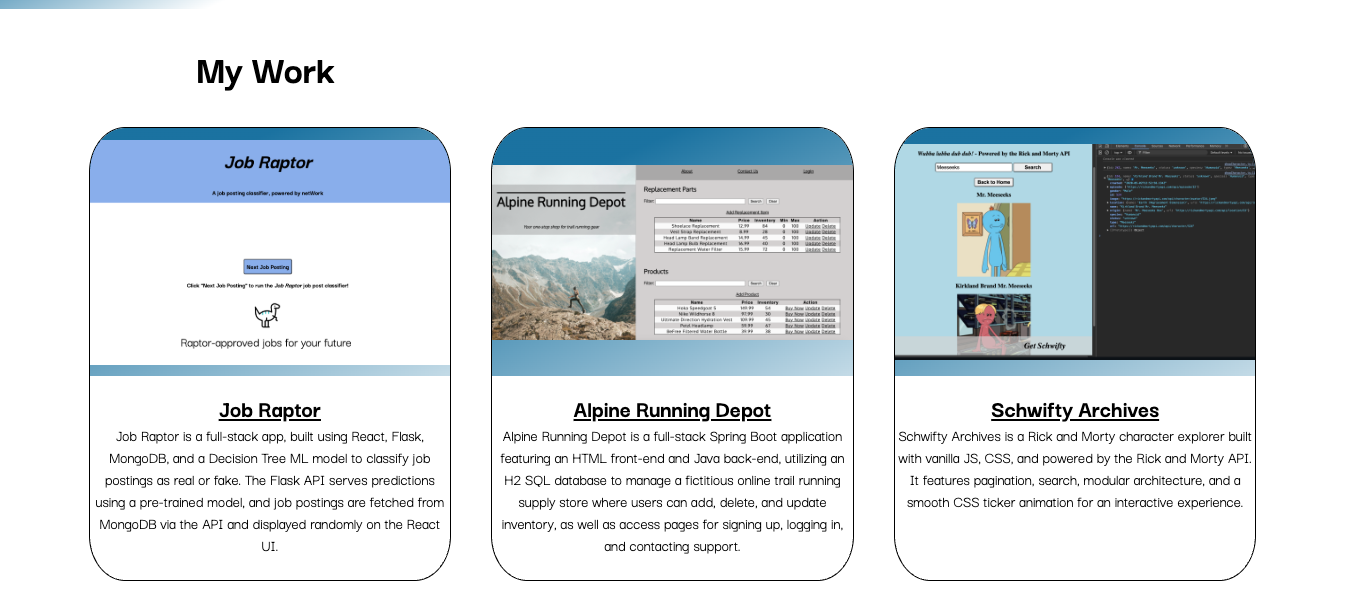 My Work
Job Raptor
A job posting classifier, powered by netWork
Next Job Posting
Click "Next Job Posting" to run the Job Raptor job post classifier!
Raptor-approved jobs for your future
Alpine Running Depot
Your one stop shop for trail running gear
About Contact Us Login
Replacement Parts
Filter: Search Clear
Add Replacement Item
Name Price Inventory Min Max Action
Shoelace Replacement 12.99 64 0 100 Update Delete
Vest Strap Replacement 8.99 28 0 100 Update Delete
Head Lamp Band Replacement 14.99 45 0 100 Update Delete
Head Lamp Bulb Replacement 16.99 40 0 100 Update Delete
Replacement Water Filter 10.99 12 0 100 Update Delete
Products
Filter: Search Clear
Add Product
Name Price Inventory Action
Hoka Speedgoat 5 149.99 54 Buy Now Update Delete
Nike Wildhorse 8 97.99 30 Buy Now Update Delete
Ultimate Direction Hydration Vest 109.99 45 Buy Now Update Delete
Petzl Headlamp 59.99 67 Buy Now Update Delete
BeFree Filtered Water Bottle 39.99 38 Buy Now Update Delete
Wubba lubba dub dub! - Powered by the Rick and Morty API
Meeseeks Search
Back to Home
Mr. Meeseeks
Kirkland Brand Mr. Meeseeks
Get Schwifty
Job Raptor
Job Raptor is a full-stack app, built using React, Flask,
MongoDB, and a Decision Tree ML model to classify job
postings as real or fake. The Flask API serves predictions
using a pre-trained model, and job postings are fetched from
MongoDB via the API and displayed randomly on the React
UI.
Alpine Running Depot
Alpine Running Depot is a full-stack Spring Boot application
featuring an HTML front-end and Java back-end, utilizing an
H2 SQL database to manage a fictitious online trail running
supply store where users can add, delete, and update
inventory, as well as access pages for signing up, logging in,
and contacting support.
Schwifty Archives
Schwifty Archives is a Rick and Morty character explorer built
with vanilla JS, CSS, and powered by the Rick and Morty API.
It features pagination, search, modular architecture, and a
smooth CSS ticker animation for an interactive experience.